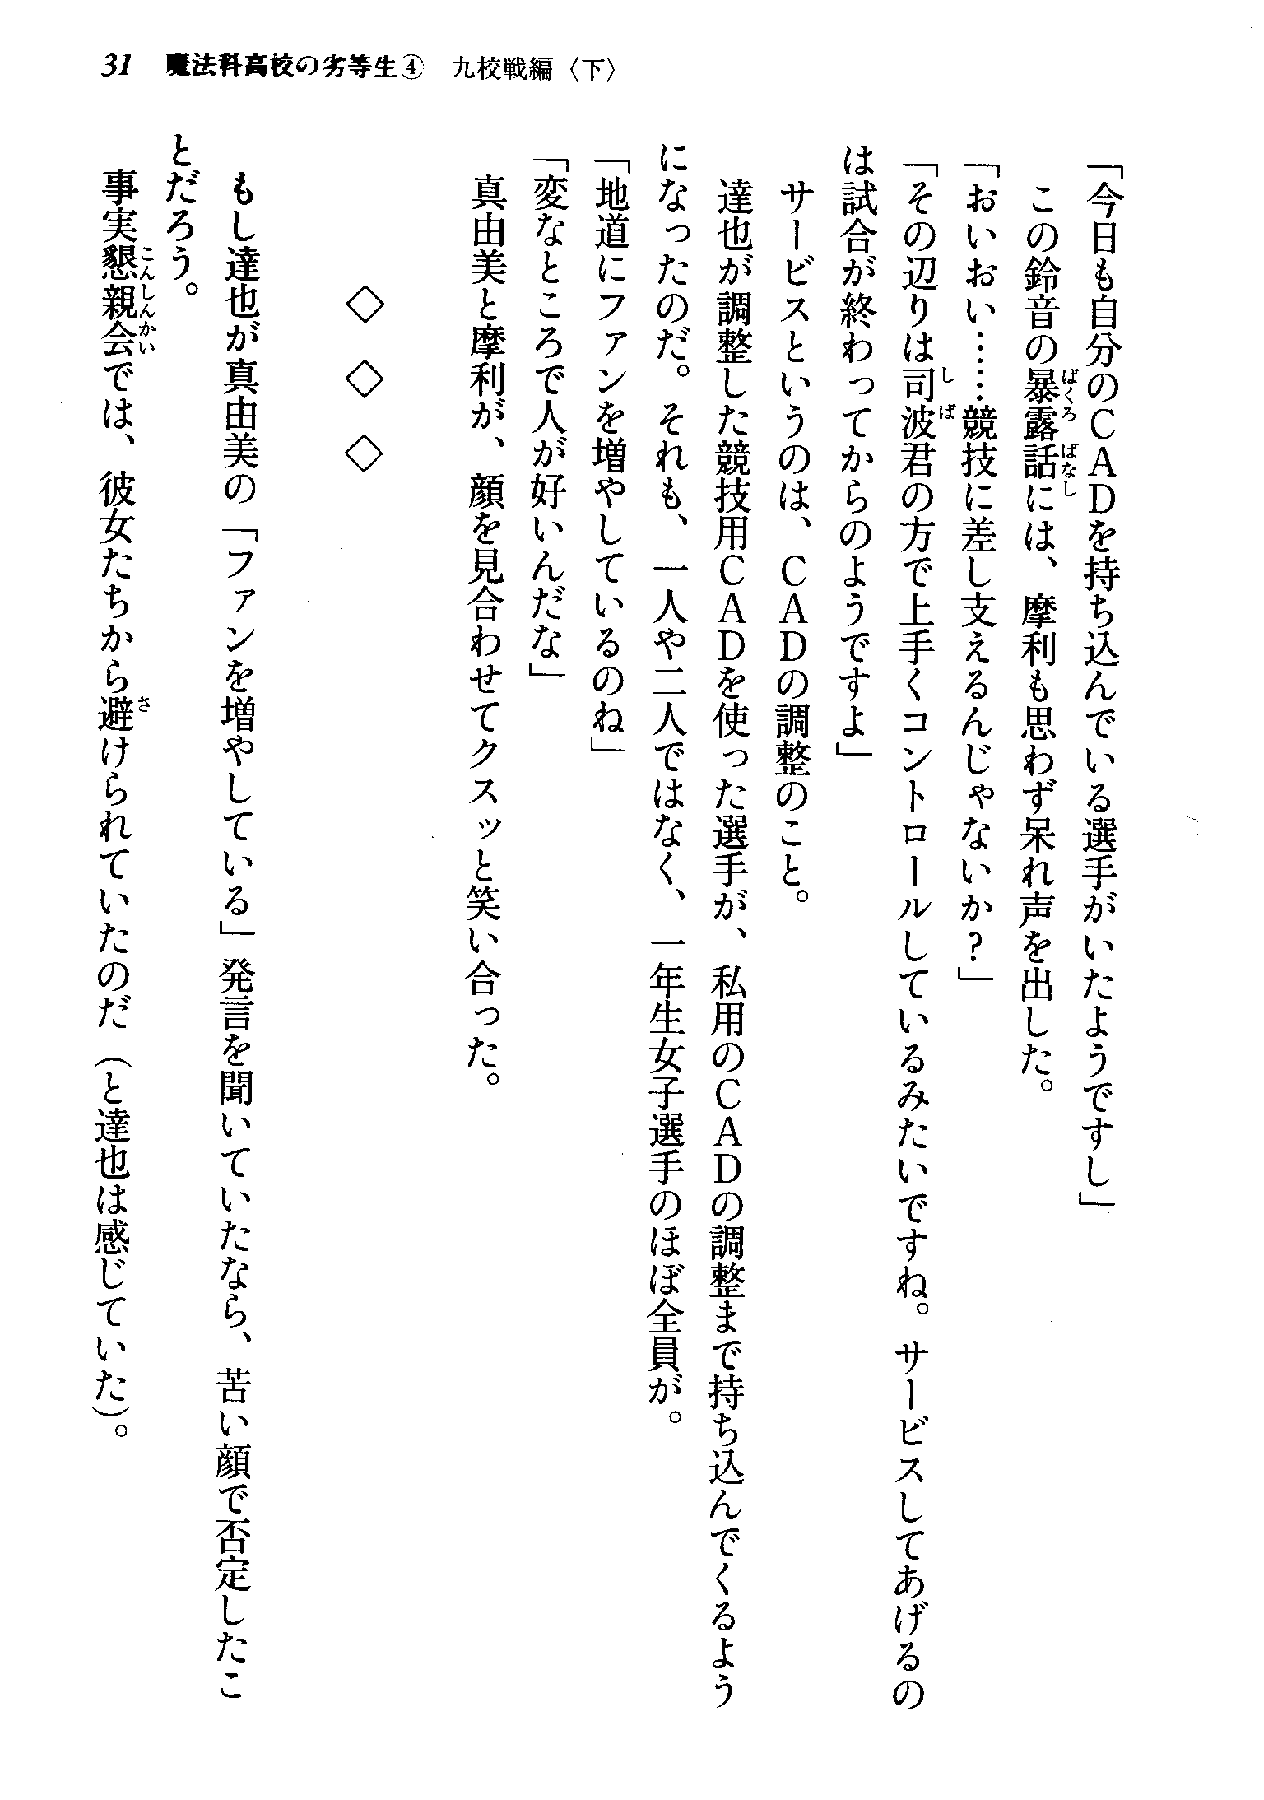 31　魔法科高校の劣等生④　九校戦編〈下〉
「今日も自分のＣＡＤを持ち込んでいる選手がいたようですし」
この鈴音の暴露話には、摩利も思わず呆れ声を出した。
「おいおい……競技に差し支えるんじゃないか？」
「その辺りは司波君の方で上手くコントロールしているみたいですね。サービスしてあげるの
は試合が終わってからのようですよ」
サービスというのは、ＣＡＤの調整のこと。
達也が調整した競技用ＣＡＤを使った選手が、私用のＣＡＤの調整まで持ち込んでくるよう
になったのだ。それも、一人や二人ではなく、一年生女子選手のほぼ全員が。
「地道にファンを増やしているのね」
「変なところで人が好いんだな」
真由美と摩利が、顔を見合わせてクスッと笑い合った。
◇　◇　◇
もし達也が真由美の「ファンを増やしている」発言を聞いていたなら、苦い顔で否定したこ
とだろう。
事実懇親会では、彼女たちから避けられていたのだ（と達也は感じていた）。